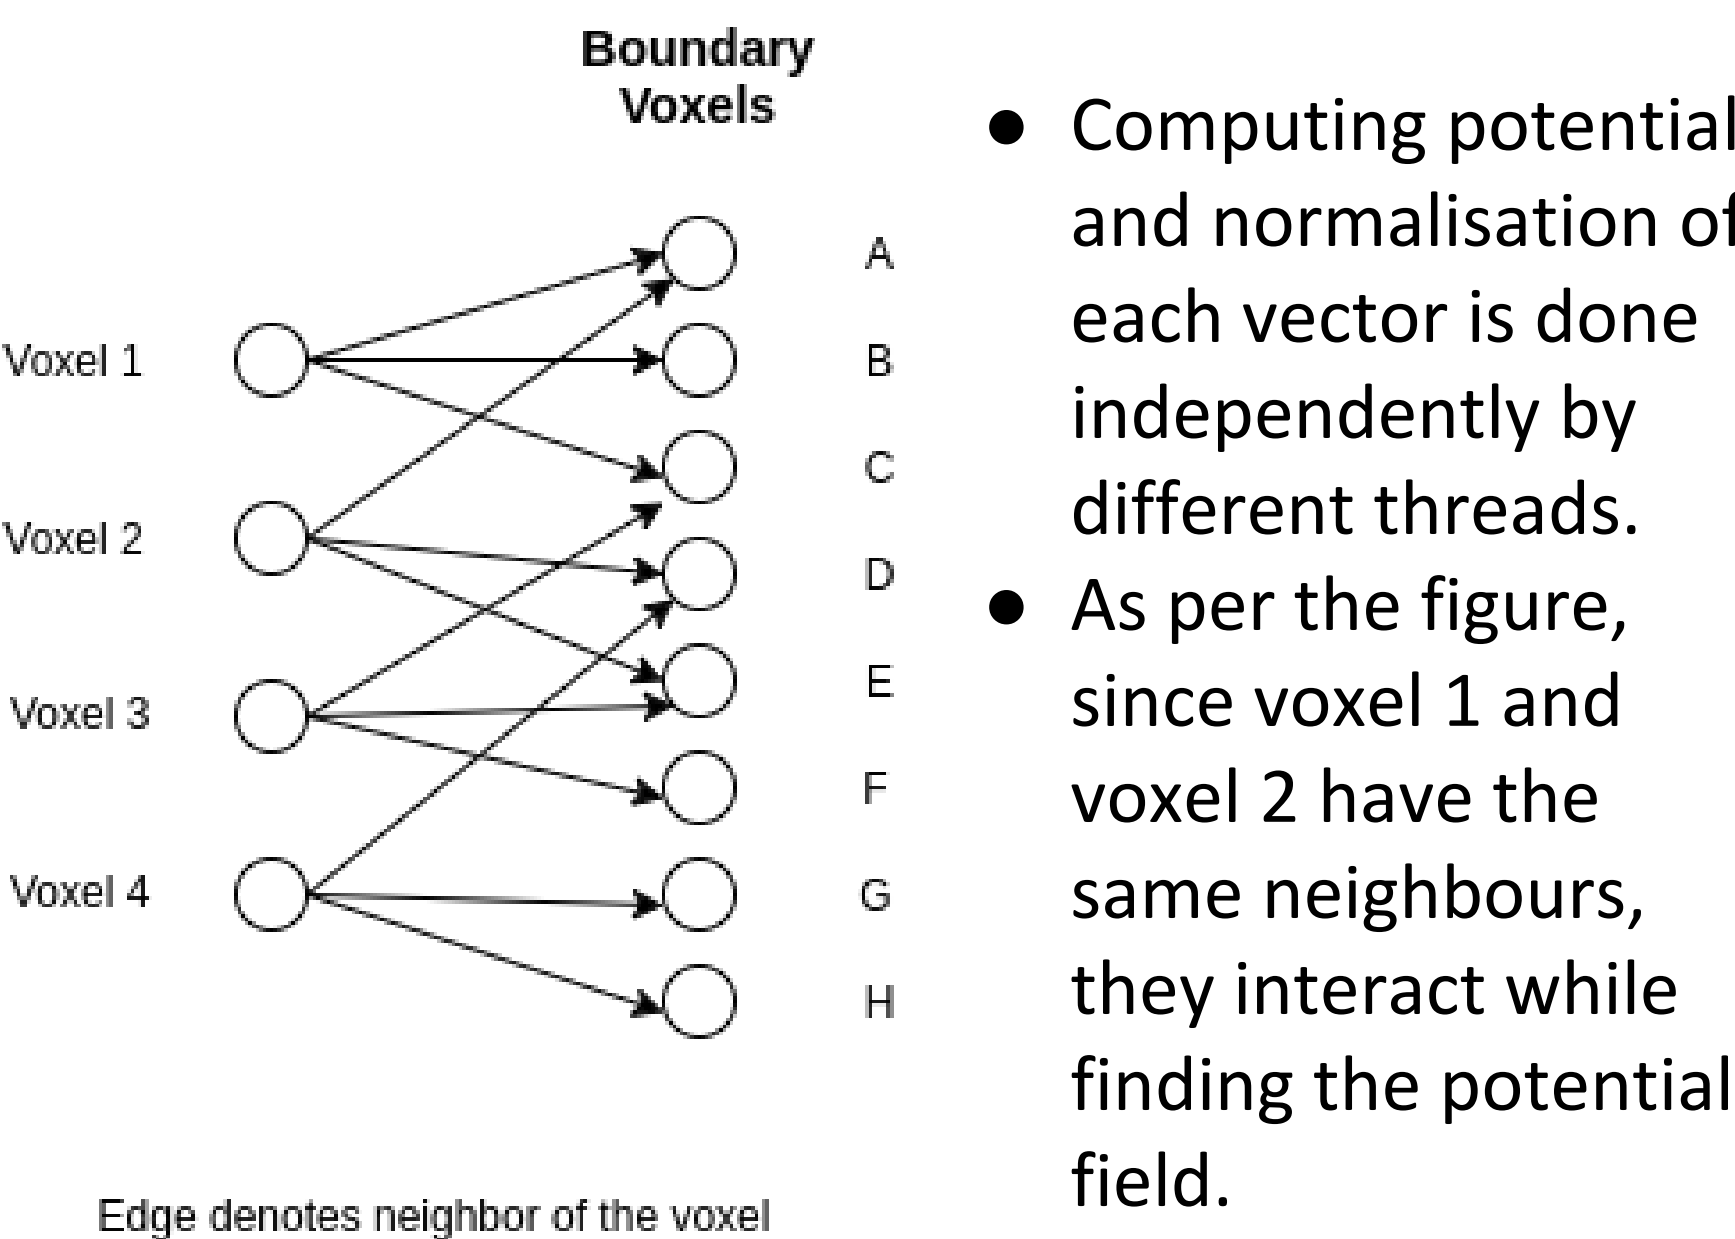 Boundary
Voxels
A
Voxel 1
B
C
Voxel 2
D
E
Voxel 3
F
Voxel 4
G
H
Edge denotes neighbor of the voxel
● Computing potential
and normalisation of
each vector is done
independently by
different threads.
● As per the figure,
since voxel 1 and
voxel 2 have the
same neighbours,
they interact while
finding the potential
field.